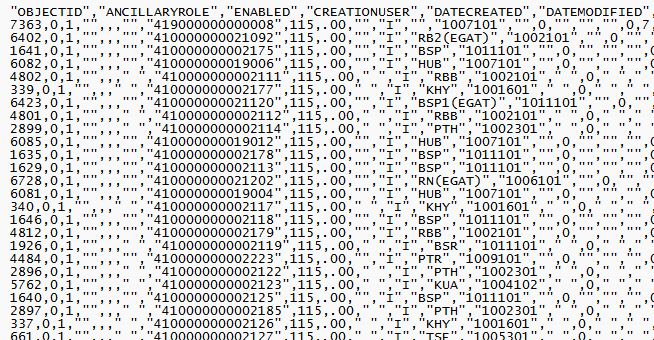 "OBJECTID","ANCILLARYROLE","ENABLED","CREATIONUSER","DATECREATED","DATEMODIFIED",
7363,0,1,"",,,"","419000000000008",115,.00,"","I","","1007101","",0,"","","",0,7
6402,0,1,"",,," ","410000000021092",115,.00," "," ","I","RB2(EGAT)","1002101"," ",0,"
1641,0,1,"",,," ","410000000002175",115,.00," "," ","I","BSP","1011101"," ",0,
6082,0,1,"",,," ","410000000019006",115,.00," "," ","I","HUB","1007101"," ",0,
4802,0,1,"",,," "," ","410000000002111",115,.00," "," ","I","RBB","1002101"," ",0,
339,0,1,"",,," "," ","410000000002177",115,.00," "," ","I","KHY","1001601"," "," ",0,
6423,0,1,"",,," ","410000000021120",115,.00," "," ","I","BSP1(EGAT)","1011101"," ",0,
4801,0,1,"",,," "," ","410000000002112",115,.00," "," ","I","RBB","1002101"," ",0,
2899,0,1,"",,," "," ","410000000002114",115,.00," "," ","I","PTH","1002301"," ",0,
6085,0,1,"",,," ","410000000019012",115,.00," "," ","I","HUB","1007101"," ",0,
1635,0,1,"",,," ","410000000002178",115,.00," "," ","I","BSP","1011101"," ",0,
1629,0,1,"",,," ","410000000002113",115,.00," "," ","I","BSP","1011101"," ",0,
6728,0,1,"",,," ","410000000021202",115,.00," "," ","I","RN(EGAT)","1006101"," ",0,
6081,0,1,"",,," ","410000000019004",115,.00," "," ","I","HUB","1007101"," ",0,
340,0,1,"",,," "," ","410000000002117",115,.00," "," ","I","KHY","1001601"," "," ",0,
1646,0,1,"",,," ","410000000002118",115,.00," "," ","I","BSP","1011101"," ",0,
4812,0,1,"",,," ","410000000002179",115,.00," "," ","I","RBB","1002101"," ",0,
1926,0,1,"",,," "," ","410000000002119",115,.00," "," ","I","BSR","1011101"," ",0,
4484,0,1,"",,," ","410000000002223",115,.00," "," ","I","PTR","1009101"," ",0,
2896,0,1,"",,," "," ","410000000002122",115,.00," "," ","I","PTH","1002301"," ",0,
5762,0,1,"",,," "," ","410000000002123",115,.00," "," ","I","KUA","1004102"," ",0,
1640,0,1,"",,," ","410000000002125",115,.00," "," ","I","BSP","1011101"," ",0,
2897,0,1,"",,," "," ","410000000002185",115,.00," "," ","I","PTH","1002301"," ",0,
337,0,1,"",,," "," ","410000000002126",115,.00," "," ","I","KHY","1001601"," "," ",0,
661,0,1,"",,," "," ","410000000002127",115,.00," "," ","I","TSE","1005301"," "," ",0,